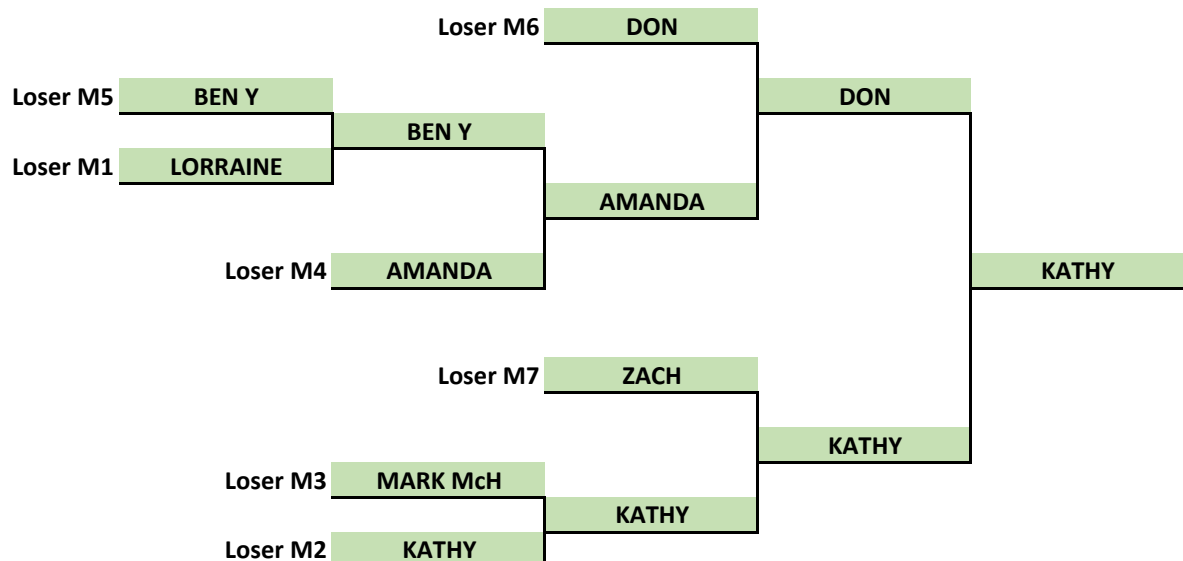 Loser M6 DON
Loser M5 BEN Y DON
BEN Y
Loser M1 LORRAINE
AMANDA
Loser M4 AMANDA KATHY
Loser M7 ZACH
KATHY
Loser M3 MARK McH
KATHY
Loser M2 KATHY